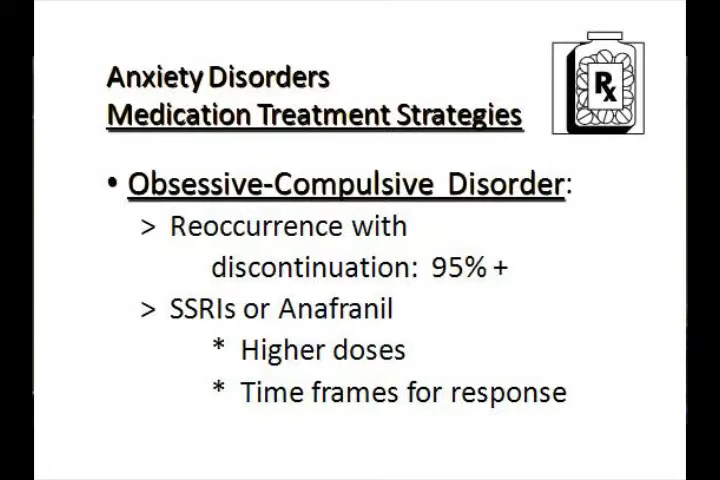 Anxiety Disorders
Medication Treatment Strategies
Rx
• Obsessive-Compulsive Disorder:
> Reoccurrence with
discontinuation: 95% +
> SSRIs or Anafranil
* Higher doses
* Time frames for response